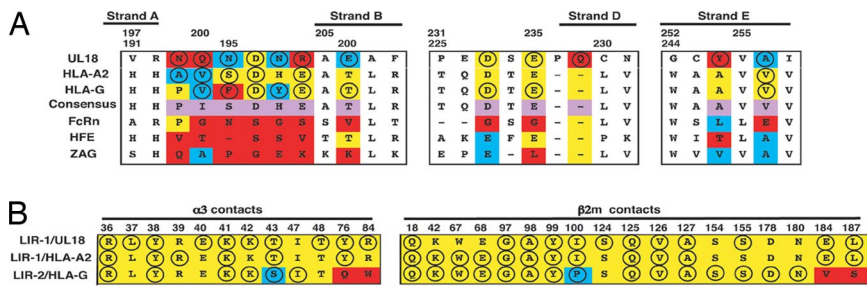 A
Strand A Strand B Strand D Strand E
197 200 205 231 235 252 255
191 195 200 225 230 244
UL18 V R N Q N D N R A E A F P E D S E P Q C N G C Y V A I
HLA-A2 H H A V S D H E A T L R T Q D T E - - L V W A A V V V
HLA-G H H P V F D Y E A T L R T Q D T E - - L V W A A V V V
Consensus H H P I S D H E A T L R T Q D T E - - L V W A A V V V
FcRn A R P G N S G S S V L T - - G S G - - L V W S L L E V
HFE H H V T - S S V T T L R A K E F E - - P K W I T L A V
ZAG S H Q A P G E K K K L K E P E - L - - L V W V V V A V
B
α3 contacts β2m contacts
36 37 38 39 40 41 42 43 47 48 76 84 18 42 67 68 97 98 99 100 124 125 127 154 155 178 180 184 187
LIR-1/UL18 R L Y R E K K T I T Y R Q K W E G A Y I S Q V A S D N E L
LIR-1/HLA-A2 R L Y R E K K T I T Y R Q K W E G A Y I S Q V A S D N E L
LIR-2/HLA-G R L Y R E K K S I T Q W Q K W E G A Y P S Q V A S S D N V S